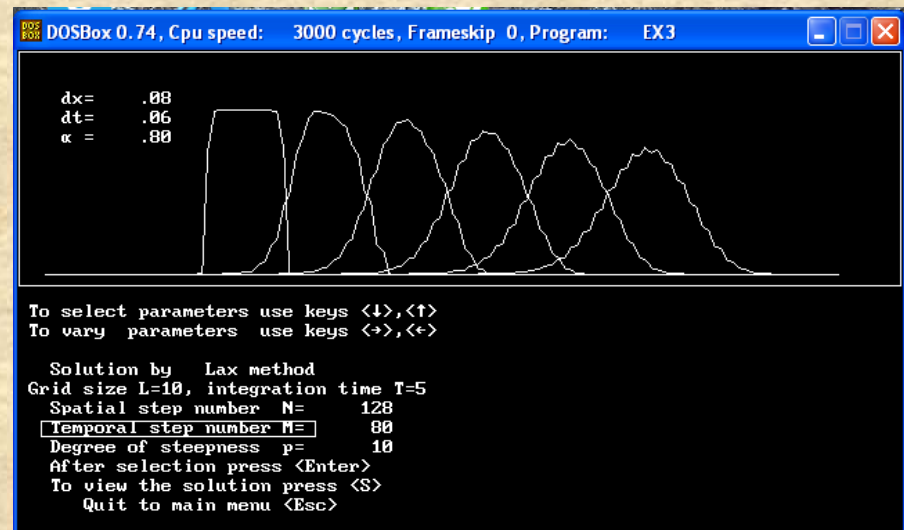 DOSBox 0.74, Cpu speed: 3000 cycles, Frameskip 0, Program: EX3
dx= .08
dt= .06
α = .80
To select parameters use keys <↓>,<↑>
To vary parameters use keys <→>,<←>
Solution by Lax method
Grid size L=10, integration time T=5
Spatial step number N= 128
Temporal step number M= 80
Degree of steepness p= 10
After selection press <Enter>
To view the solution press <S>
Quit to main menu <Esc>